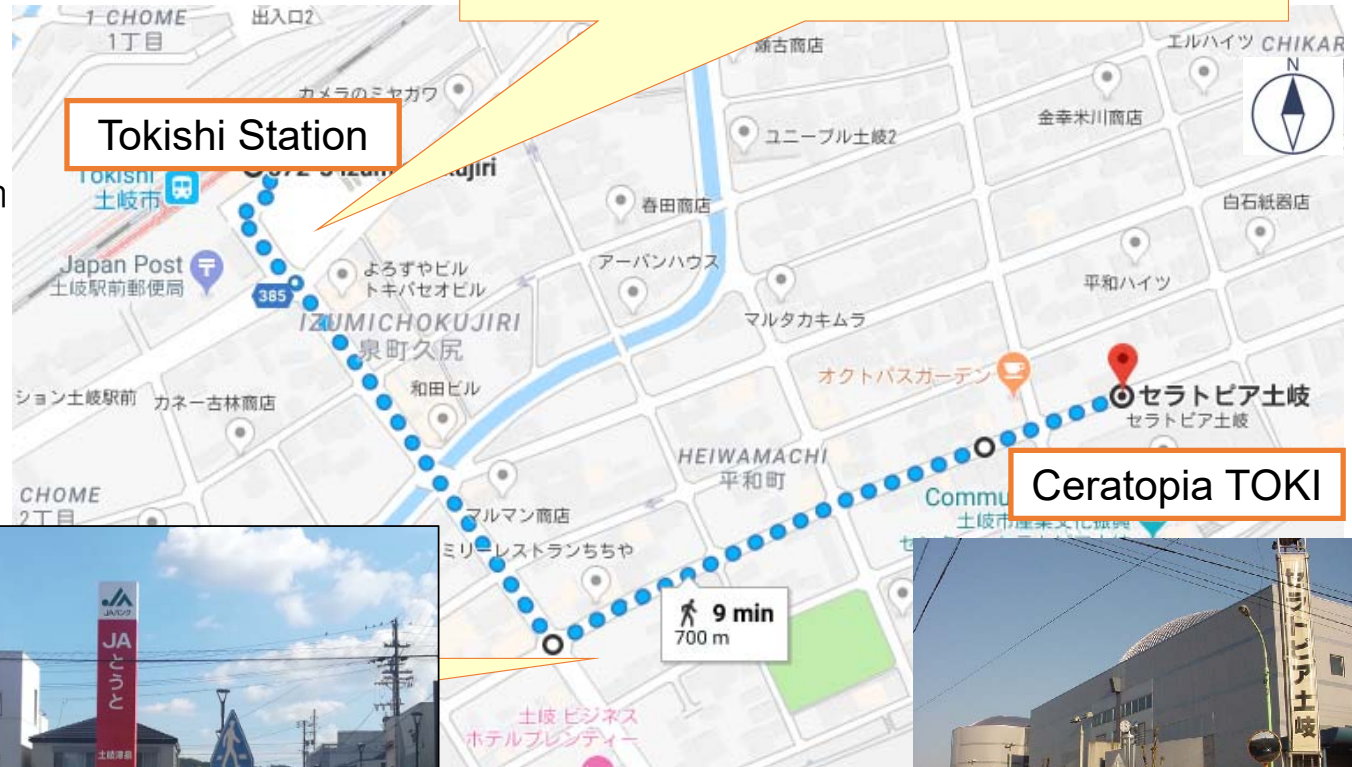 1 CHOME
1丁目
出入口2
瀬古商店
エルハイツ
CHIKAR
N
カメラのミヤガワ
金幸米川商店
ユニーブル土岐2
Tokishi Station
Tokishi
土岐市
ujiri
春田商店
白石紙器店
Japan Post
土岐駅前郵便局
385
よろずやビル
トキパセオビル
アーバンハウス
平和ハイツ
IZUMICHOKUJIRI
泉町久尻
マルタカキムラ
オクトパスガーデン
セラトピア土岐
セラトピア土岐
ション土岐駅前
カネー古林商店
和田ビル
HEIWAMACHI
平和町
Ceratopia TOKI
CHOME
2丁目
マルマン商店
Commu
ミリーレストランちちや
9 min
700 m
土岐 ビジネス
ホテルプレンティー
JAバンク
JAとうと
土岐津泉
セラトピア土岐